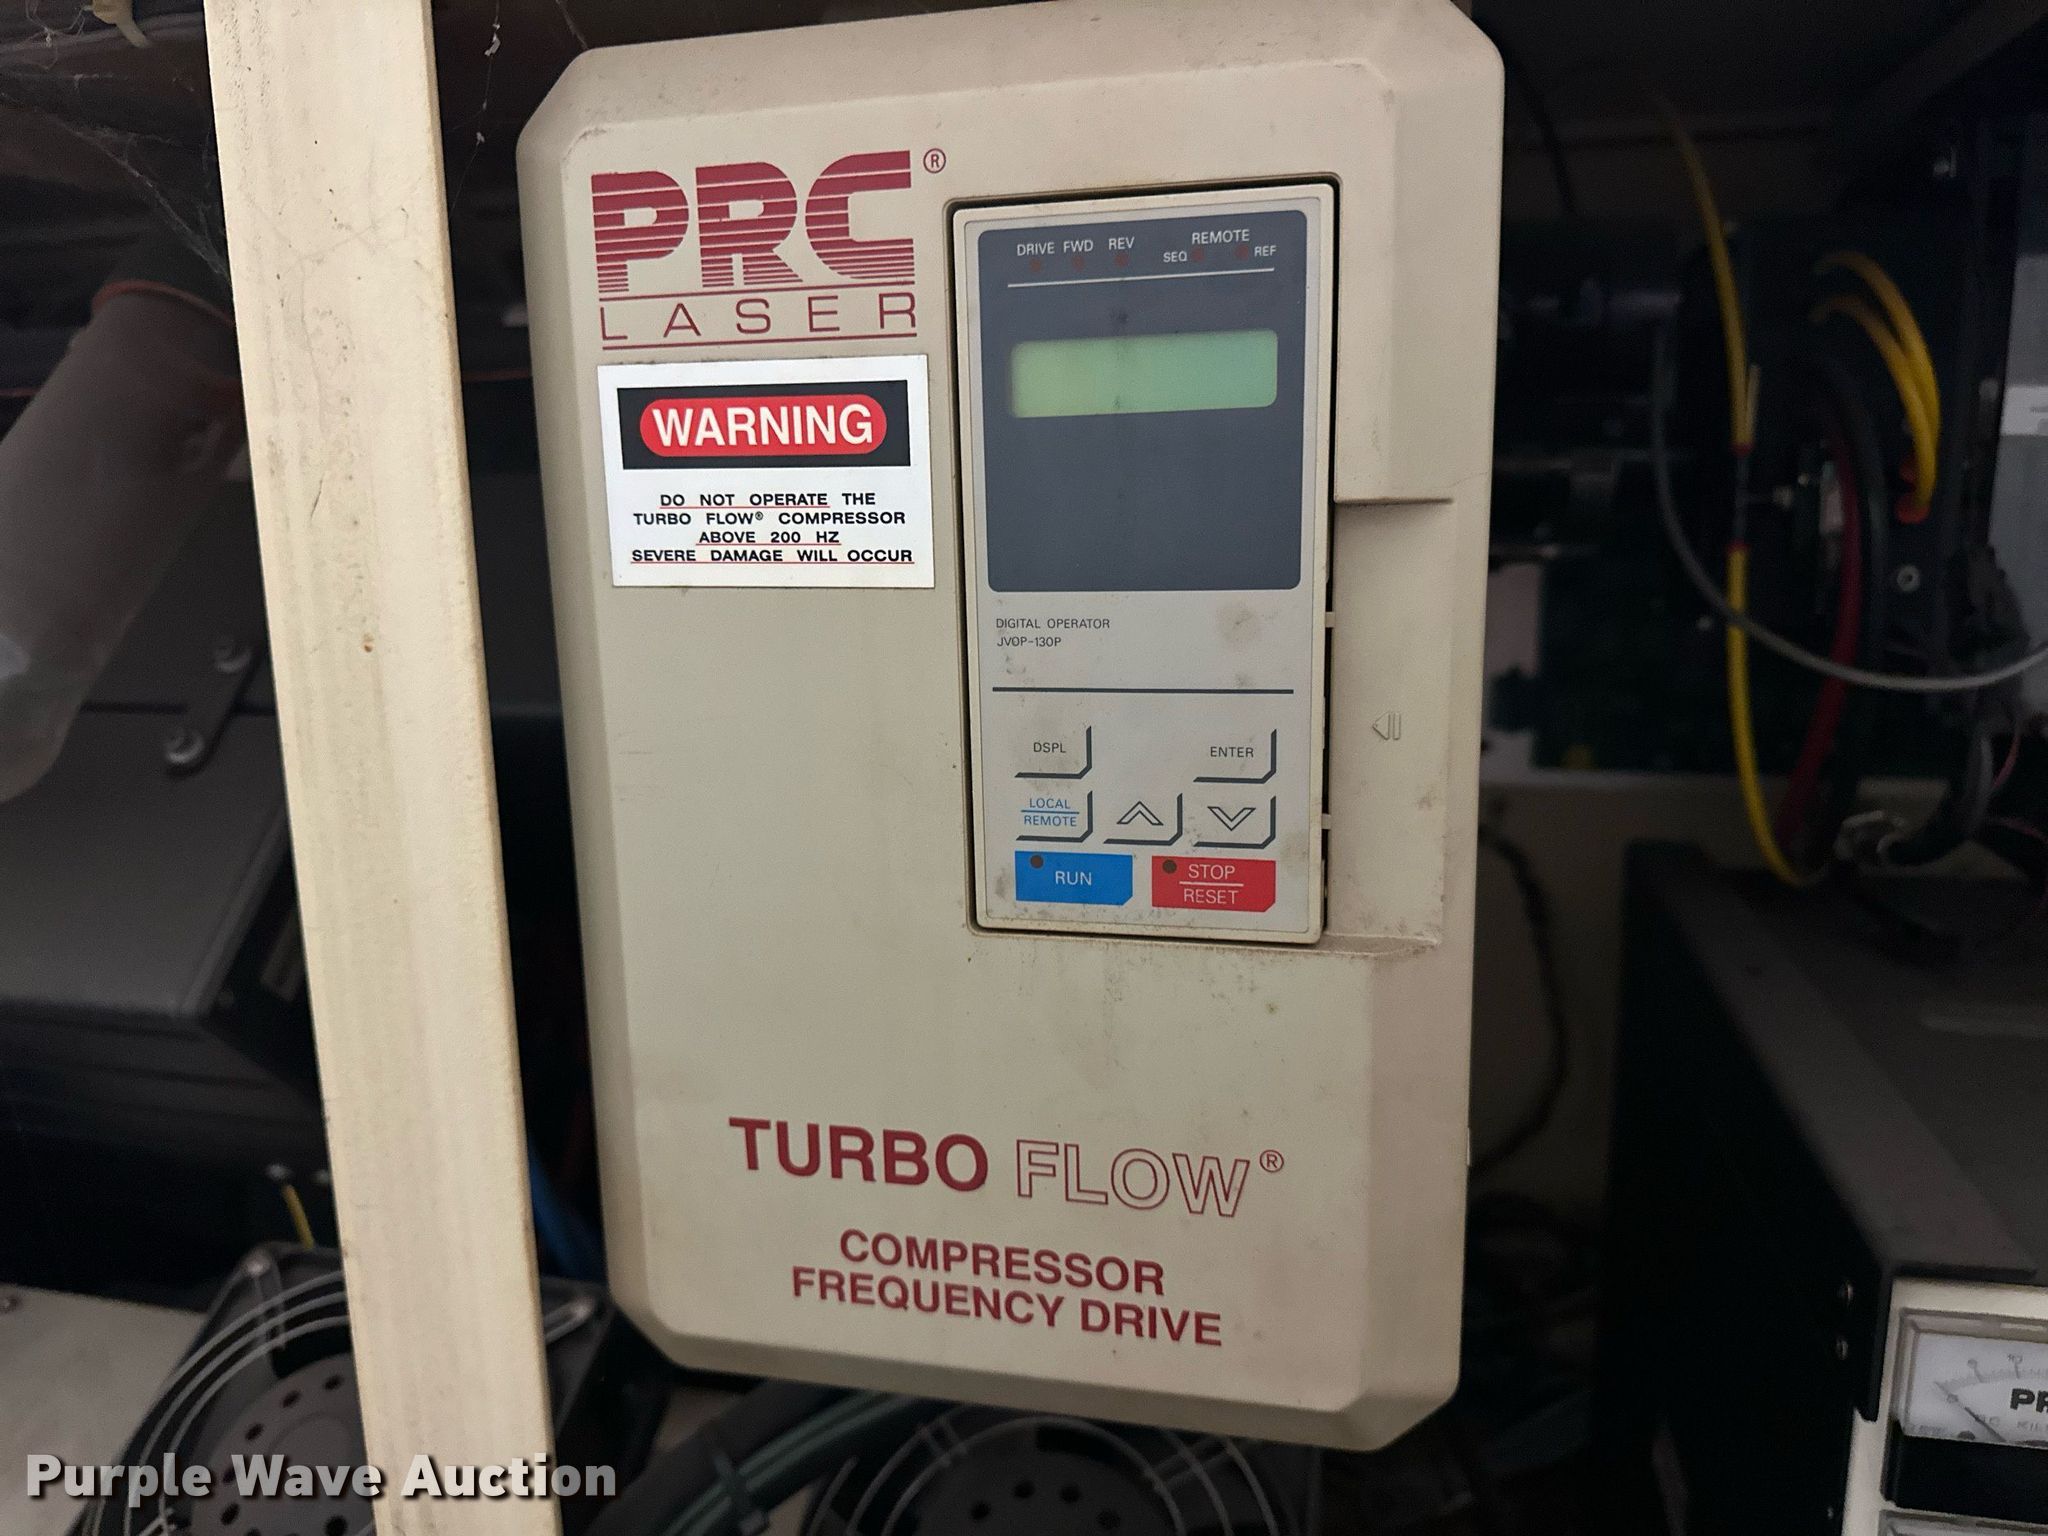 PRC®
LASER
WARNING
DO NOT OPERATE THE
TURBO FLOW® COMPRESSOR
ABOVE 200 HZ
SEVERE DAMAGE WILL OCCUR
DRIVE FWD REV REMOTE
SEQ REF
DIGITAL OPERATOR
JVOP-130P
DSPL ENTER
LOCAL
REMOTE
RUN
STOP
RESET
TURBO FLOW®
COMPRESSOR
FREQUENCY DRIVE
Purple Wave Auction